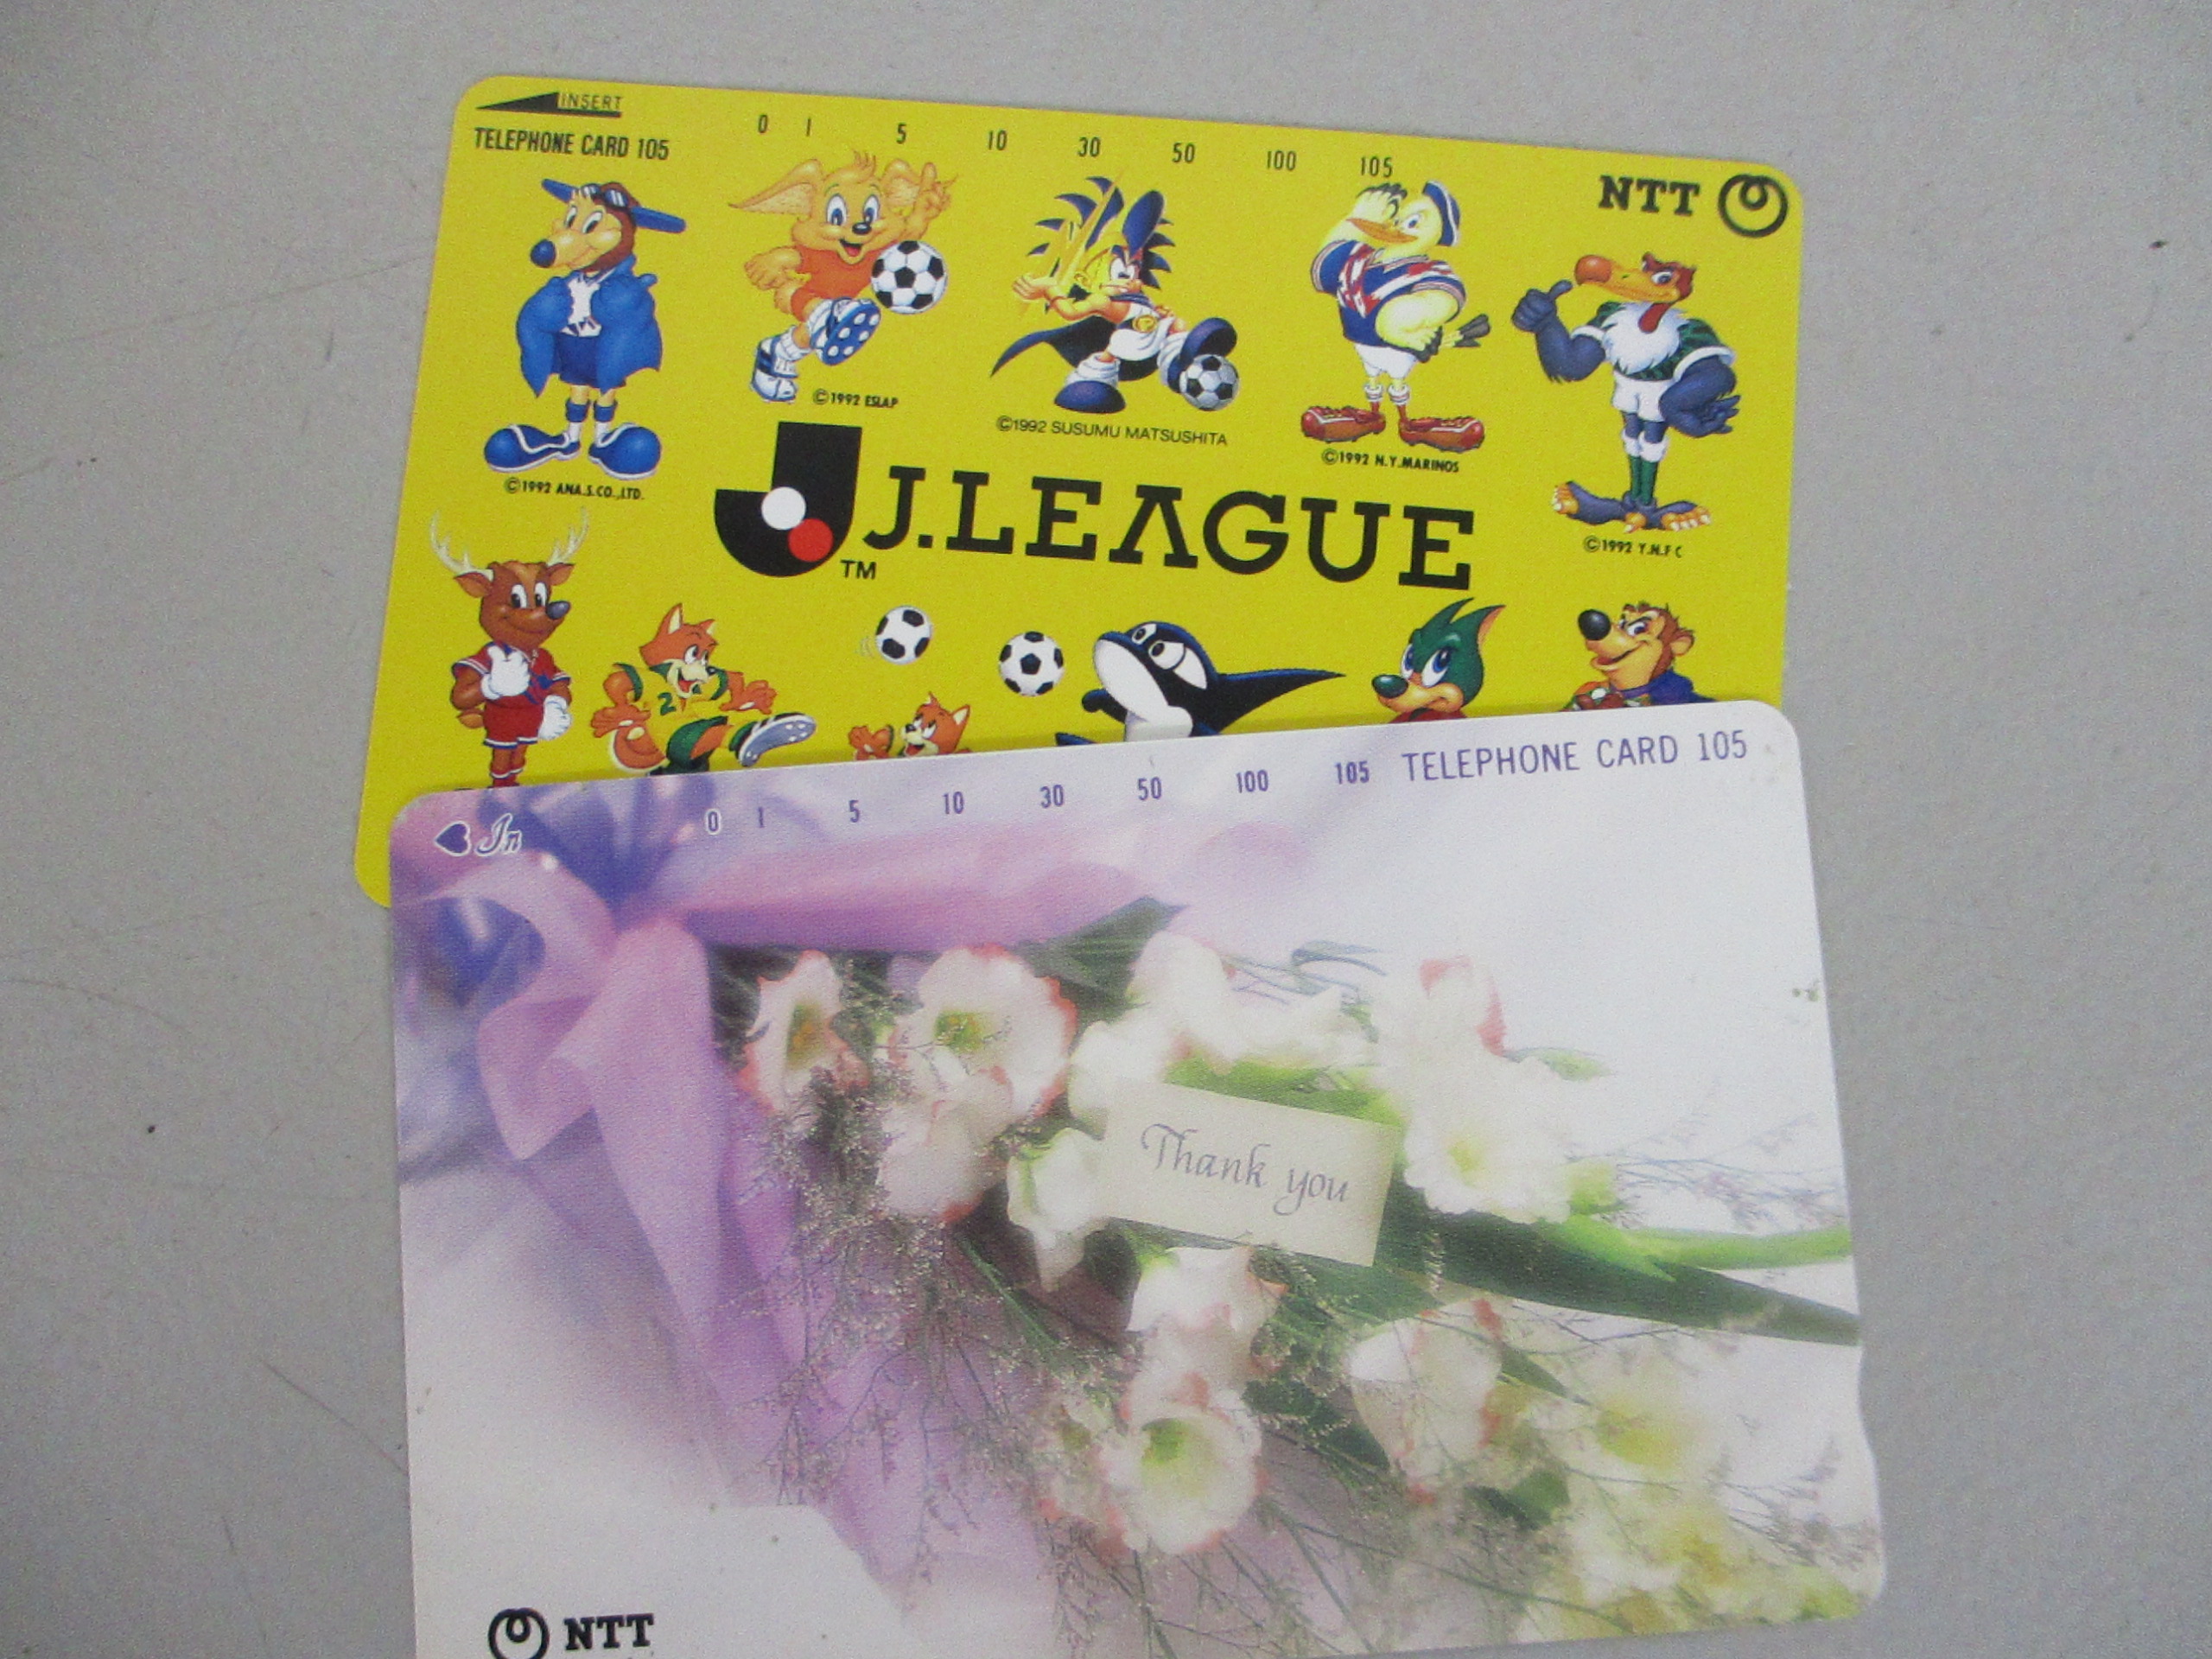 INSERT
TELEPHONE CARD 105
0 1 5 10 30 50 100 105
NTT
©1992 ANA.S.CO.,LTD.
©1992 ESLAP
©1992 SUSUMU MATSUSHITA
©1992 N.Y.MARINOS
©1992 Y.N.F C
J.LEAGUE
TM
2
In
0 1 5 10 30 50 100 105
TELEPHONE CARD 105
Thank you
NTT